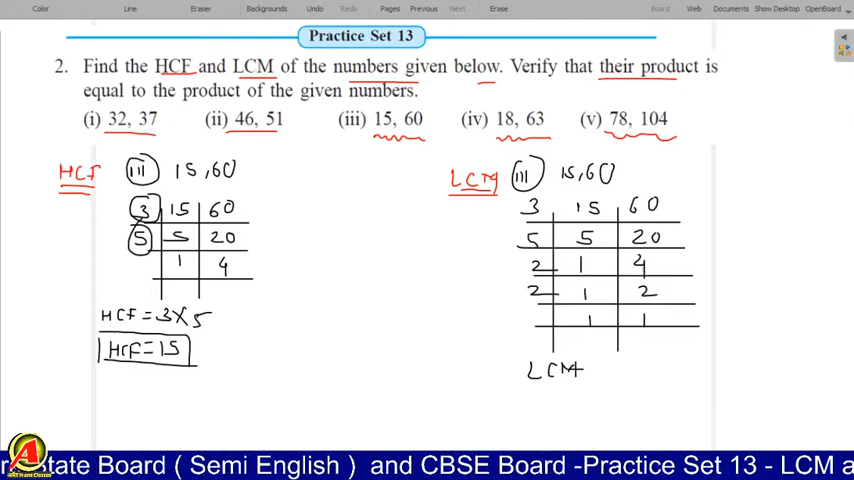 Color Line Eraser Backgrounds Undo Redo Pages Previous Next Erase Board Web Documents Show Desktop OpenBoard
Practice Set 13
2. Find the HCF and LCM of the numbers given below. Verify that their product is
equal to the product of the given numbers.
(i) 32, 37 (ii) 46, 51 (iii) 15, 60 (iv) 18, 63 (v) 78, 104
HCF III 15,60
3 15 60
5 5 20
1 4
HCF = 3×5
HCF = 15
LCM III 15,60
3 15 60
5 5 20
2 1 4
2 1 2
1 1
LCM
A
State Board ( Semi English ) and CBSE Board -Practice Set 13 - LCM a